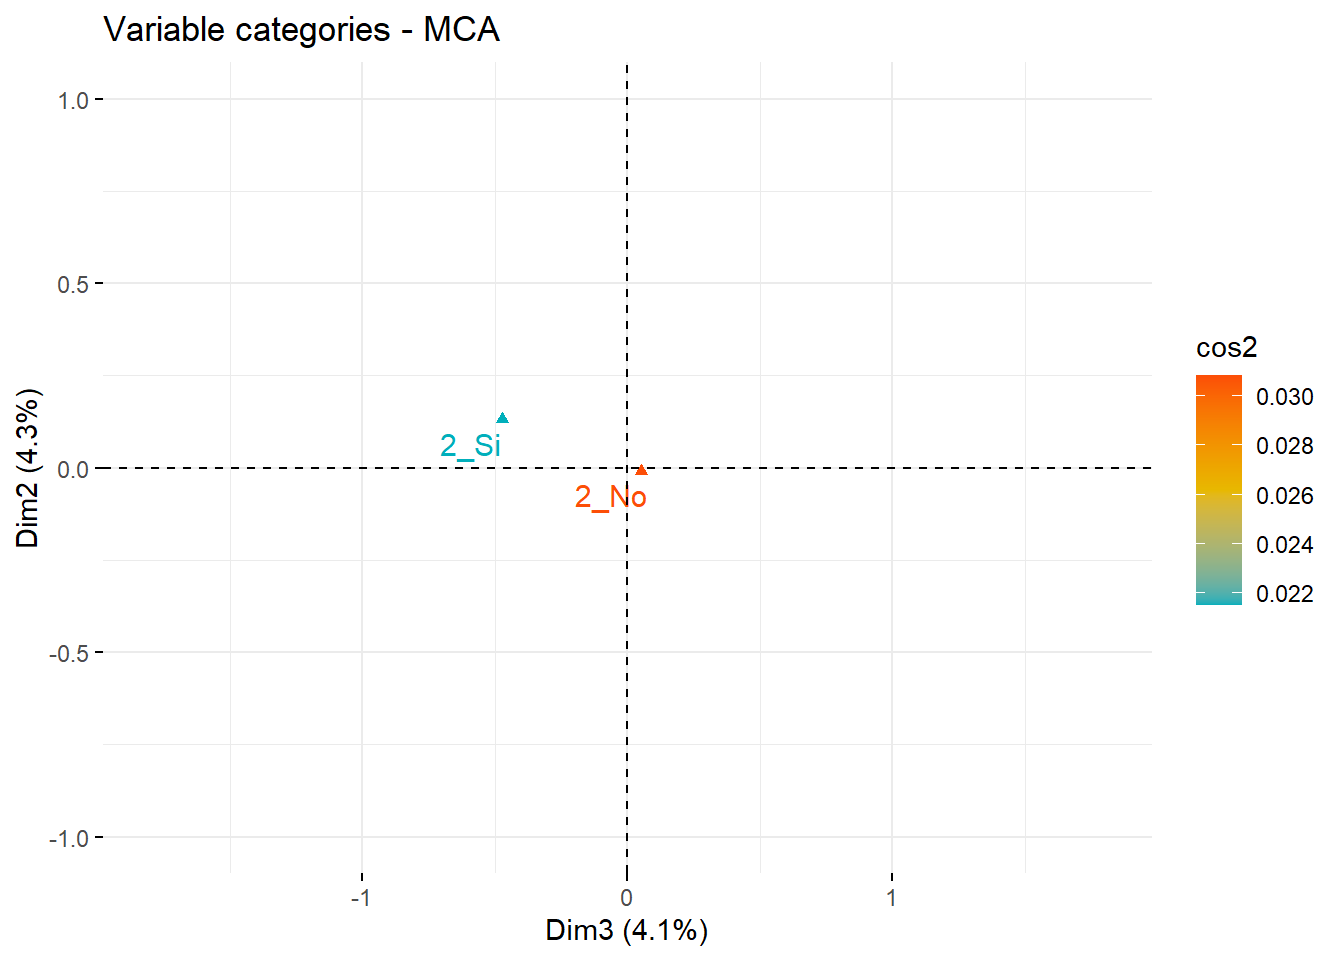 Variable categories - MCA
1.0
0.5
0.0
-0.5
-1.0
Dim2 (4.3%)
2_Si
2_No
-1
0
1
Dim3 (4.1%)
cos2
0.030
0.028
0.026
0.024
0.022